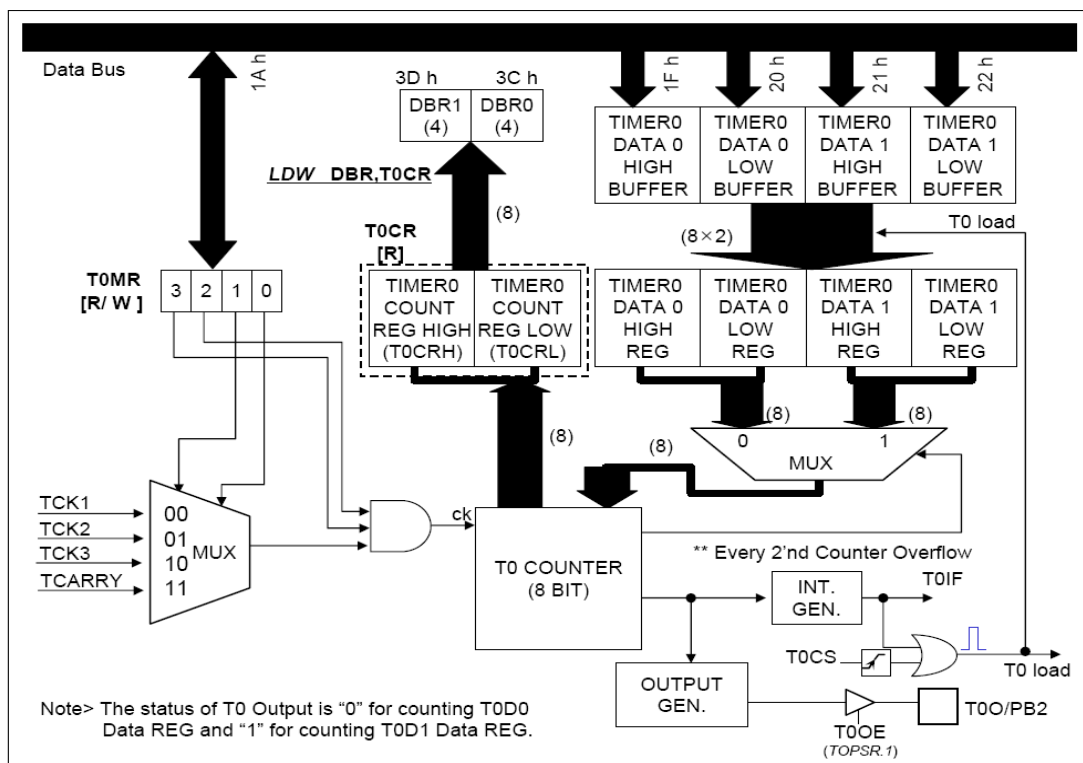 Data Bus
1A h
3D h
3C h
1F h
20 h
21 h
22 h
DBR1
(4)
DBR0
(4)
TIMER0
DATA 0
HIGH
BUFFER
TIMER0
DATA 0
LOW
BUFFER
TIMER0
DATA 1
HIGH
BUFFER
TIMER0
DATA 1
LOW
BUFFER
LDW DBR,T0CR
(8)
(8×2)
T0 load
T0CR
[R]
T0MR
[R/ W ]
3 2 1 0
TIMER0
COUNT
REG HIGH
(T0CRH)
TIMER0
COUNT
REG LOW
(T0CRL)
TIMER0
DATA 0
HIGH
REG
TIMER0
DATA 0
LOW
REG
TIMER0
DATA 1
HIGH
REG
TIMER0
DATA 1
LOW
REG
(8)
(8)
(8)
(8)
0 1
MUX
TCK1
TCK2
TCK3
TCARRY
00
01
10
11
MUX
ck
T0 COUNTER
(8 BIT)
** Every 2'nd Counter Overflow
INT.
GEN.
T0IF
T0CS
T0 load
OUTPUT
GEN.
T0OE
(TOPSR.1)
T0O/PB2
Note> The status of T0 Output is “0” for counting T0D0
Data REG and “1” for counting T0D1 Data REG.